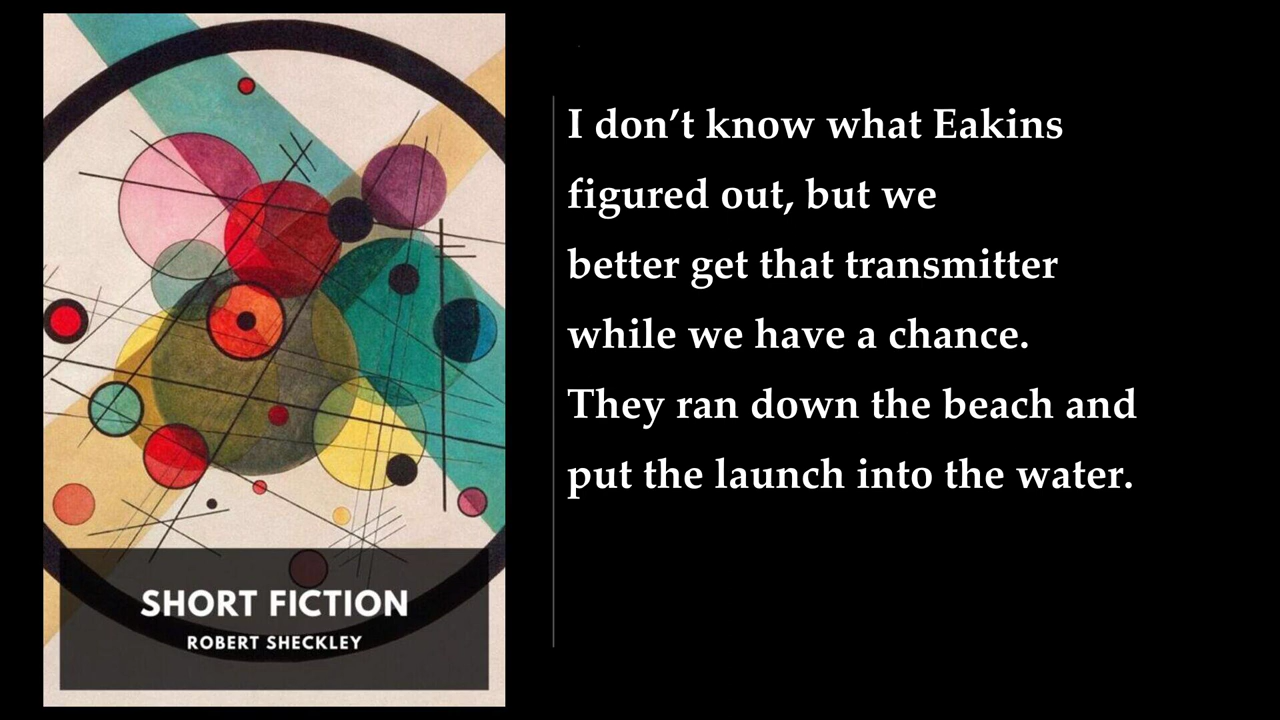 SHORT FICTION
ROBERT SHECKLEY
I don’t know what Eakins
figured out, but we
better get that transmitter
while we have a chance.
They ran down the beach and
put the launch into the water.